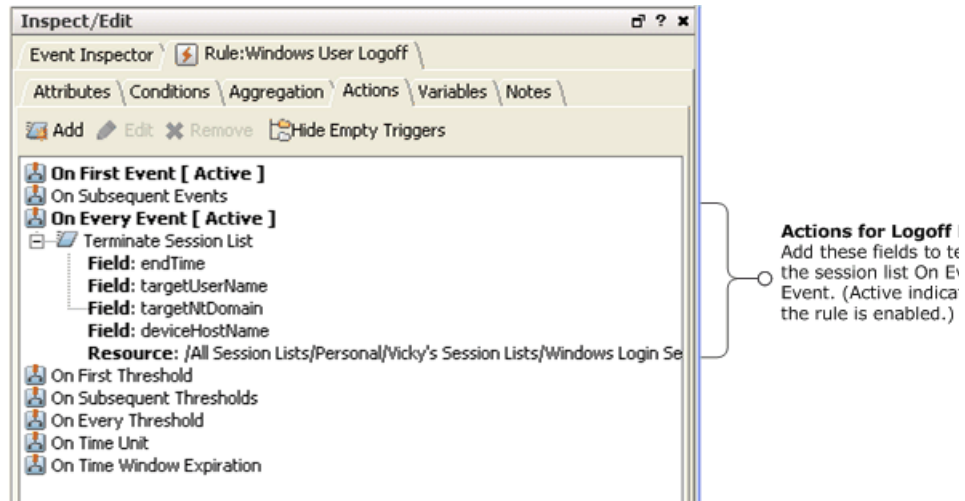 Inspect/Edit
Event Inspector Rule:Windows User Logoff
Attributes Conditions Aggregation Actions Variables Notes
Add Edit Remove Hide Empty Triggers
On First Event [ Active ]
On Subsequent Events
On Every Event [ Active ]
Terminate Session List
Field: endTime
Field: targetUserName
Field: targetNtDomain
Field: deviceHostName
Resource: /All Session Lists/Personal/Vicky's Session Lists/Windows Login Se
On First Threshold
On Subsequent Thresholds
On Every Threshold
On Time Unit
On Time Window Expiration
Actions for Logoff
Add these fields to te
the session list On Ev
Event. (Active indicat
the rule is enabled.)